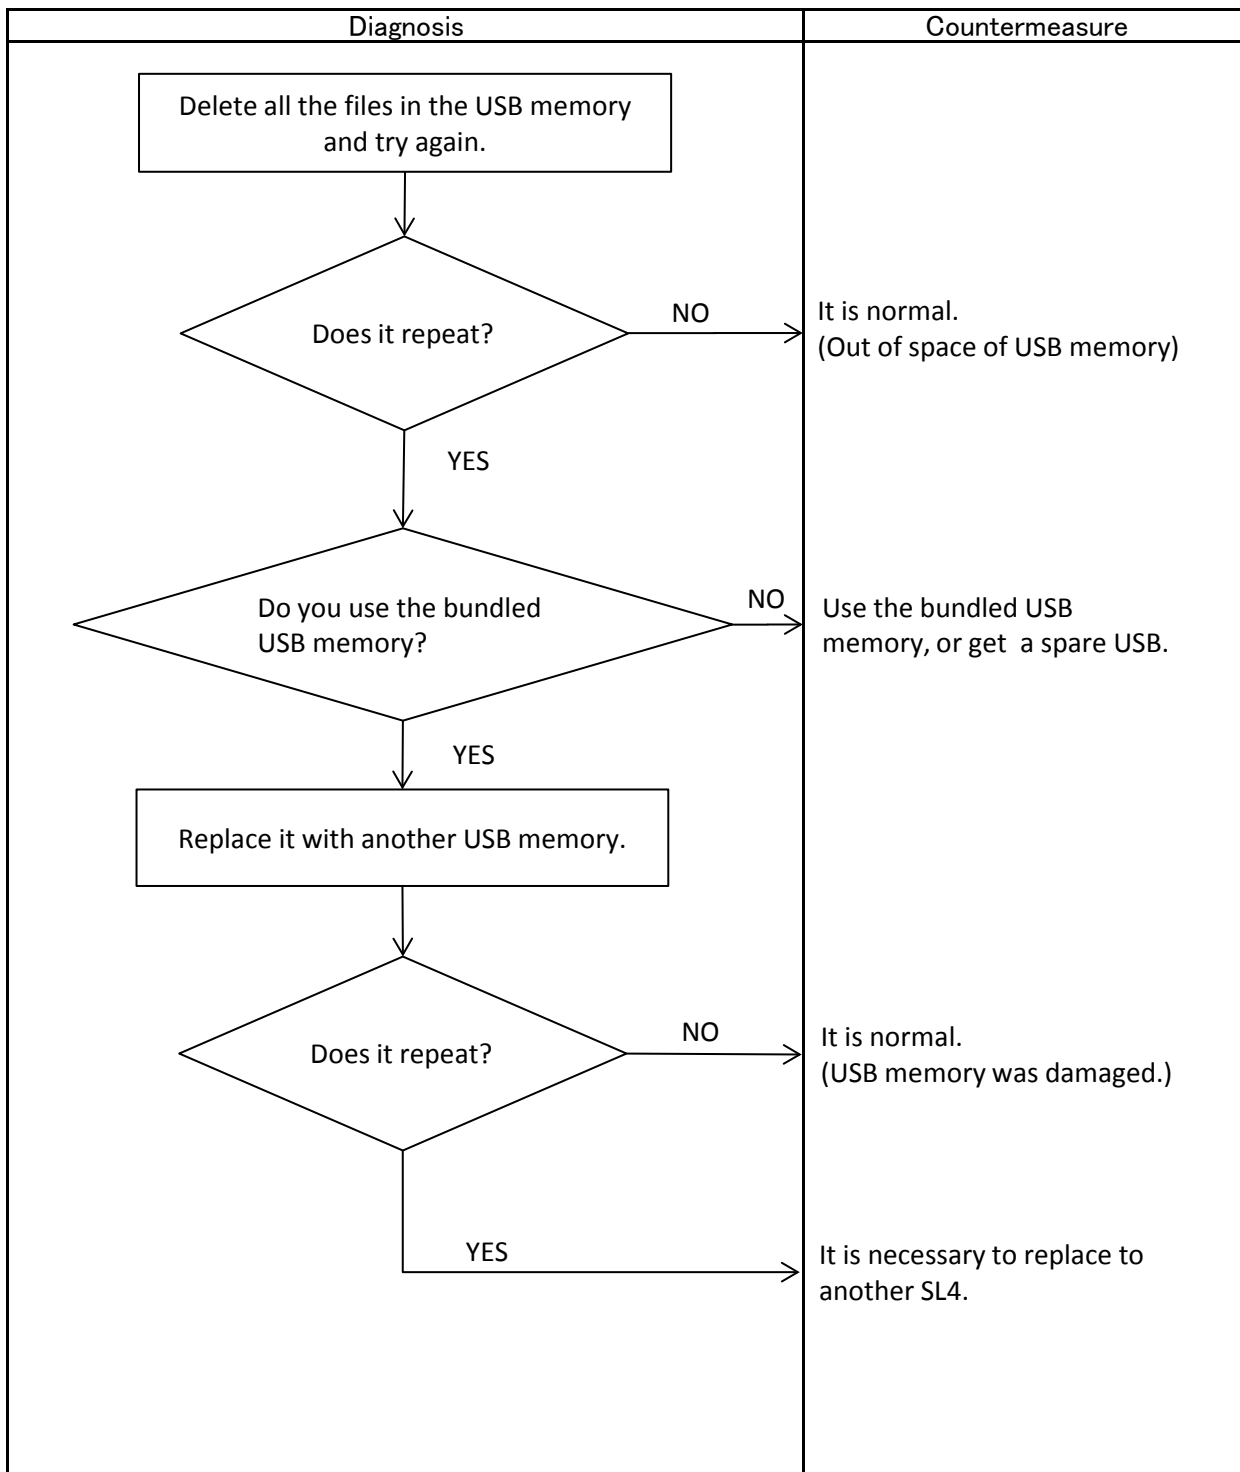 Diagnosis
Countermeasure
Delete all the files in the USB memory
and try again.
Does it repeat?
NO
It is normal.
(Out of space of USB memory)
YES
Do you use the bundled
USB memory?
NO
Use the bundled USB
memory, or get  a spare USB.
YES
Replace it with another USB memory.
Does it repeat?
NO
It is normal.
(USB memory was damaged.)
YES
It is necessary to replace to
another SL4.